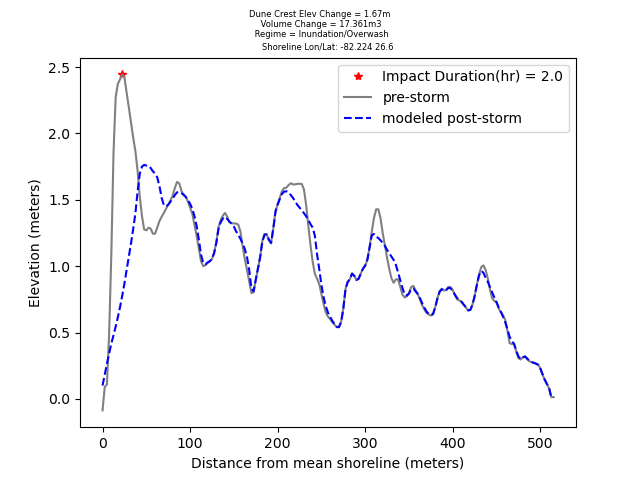 Dune Crest Elev Change = 1.67m
Volume Change = 17.361m3
Regime = Inundation/Overwash
Shoreline Lon/Lat: -82.224 26.6
Impact Duration(hr) = 2.0
pre-storm
modeled post-storm
Elevation (meters)
2.5
2.0
1.5
1.0
0.5
0.0
0 100 200 300 400 500
Distance from mean shoreline (meters)